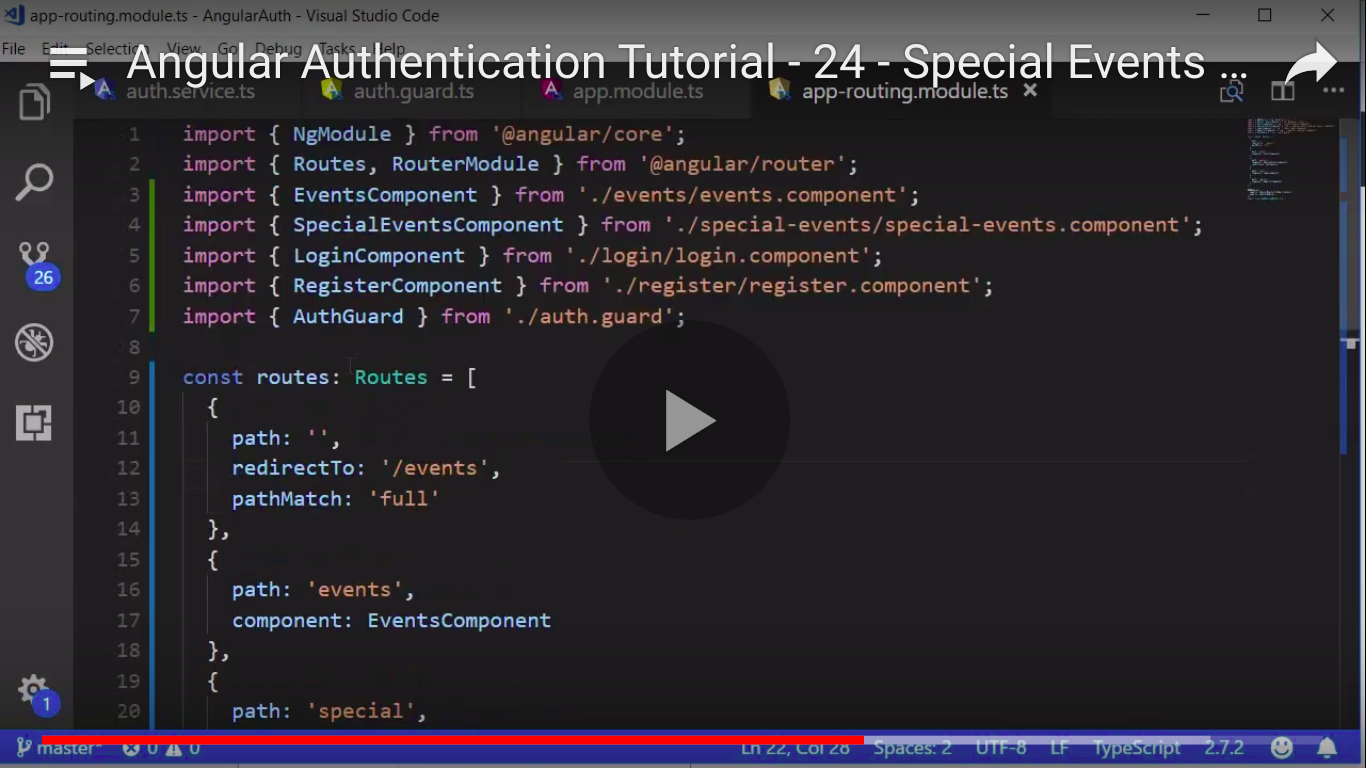 app-routing.module.ts - AngularAuth - Visual Studio Code
File Edit Selection View Go Debug Tasks Help
Angular Authentication Tutorial - 24 - Special Events ...
auth.service.ts auth.guard.ts app.module.ts app-routing.module.ts
1 import { NgModule } from '@angular/core';
2 import { Routes, RouterModule } from '@angular/router';
3 import { EventsComponent } from './events/events.component';
4 import { SpecialEventsComponent } from './special-events/special-events.component';
5 import { LoginComponent } from './login/login.component';
6 import { RegisterComponent } from './register/register.component';
7 import { AuthGuard } from './auth.guard';
8
9 const routes: Routes = [
10 {
11 path: '',
12 redirectTo: '/events',
13 pathMatch: 'full'
14 },
15 {
16 path: 'events',
17 component: EventsComponent
18 },
19 {
20 path: 'special',
26
1
master* 0 0 Ln 22, Col 28 Spaces: 2 UTF-8 LF TypeScript 2.7.2